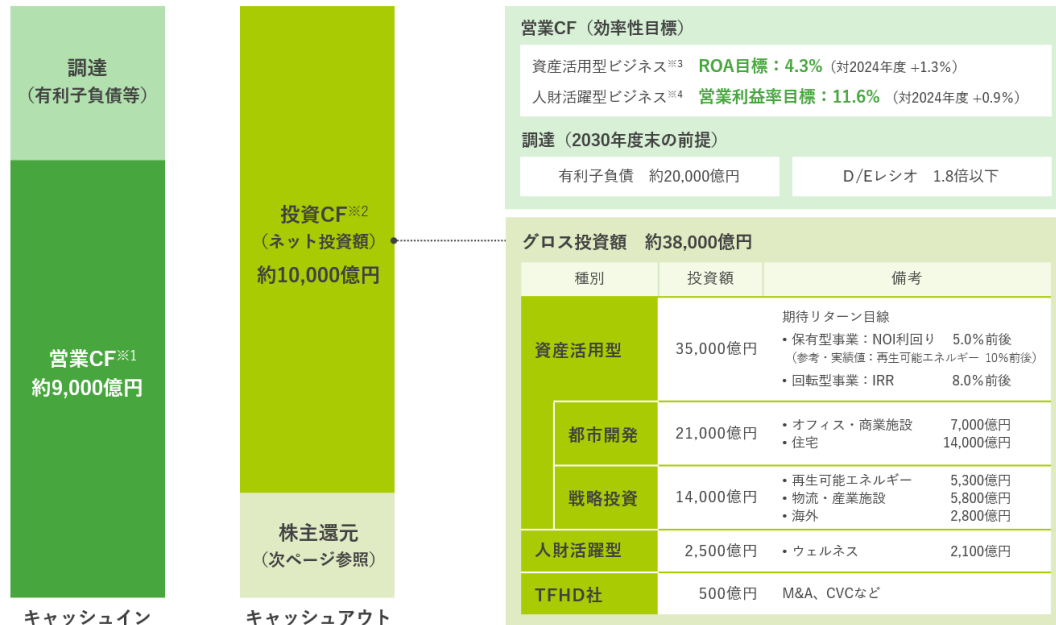 調達
（有利子負債等）
営業CF※1
約9,000億円
キャッシュイン
投資CF※2
（ネット投資額）
約10,000億円
株主還元
（次ページ参照）
キャッシュアウト
営業CF（効率性目標）
資産活用型ビジネス※3 ROA目標：4.3%（対2024年度 +1.3%）
人財活躍型ビジネス※4 営業利益率目標：11.6% （対2024年度 +0.9%）
調達（2030年度末の前提）
有利子負債 約20,000億円
D/Eレシオ 1.8倍以下
グロス投資額 約38,000億円
種別 投資額 備考
資産活用型 35,000億円
期待リターン目線
・保有型事業：NOI利回り 5.0%前後
（参考・実績値：再生可能エネルギー 10%前後）
・回転型事業：IRR 8.0%前後
都市開発 21,000億円
・オフィス・商業施設 7,000億円
・住宅 14,000億円
戦略投資 14,000億円
・再生可能エネルギー 5,300億円
・物流・産業施設 5,800億円
・海外 2,800億円
人財活躍型 2,500億円 ・ウェルネス 2,100億円
TFHD社 500億円 M&A、CVCなど